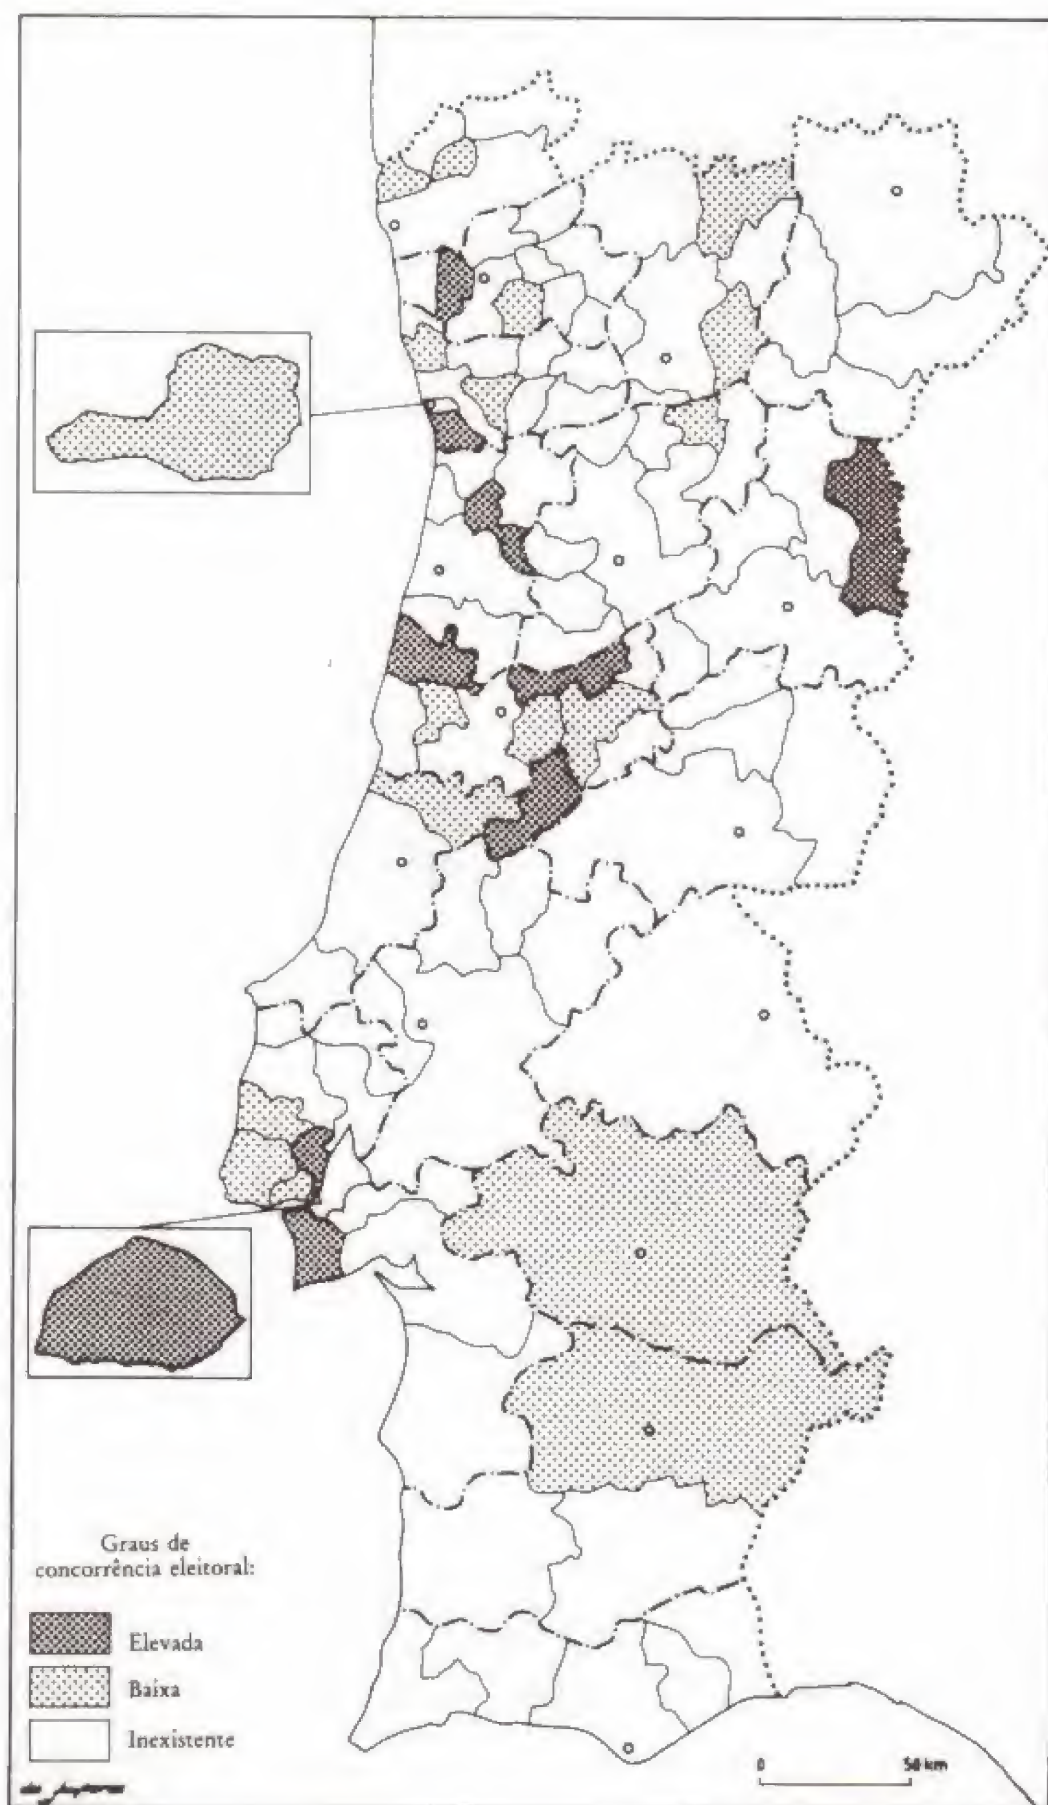 Graus de
concorrência eleitoral:
Elevada
Baixa
Inexistente
0 50 km